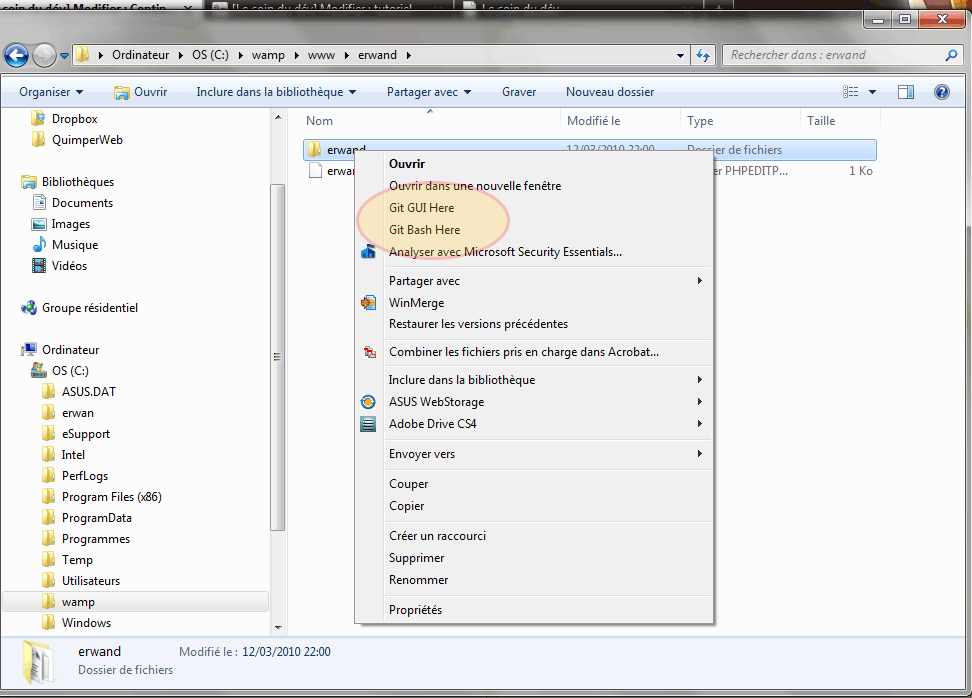 coin du dév] Modifier : Contin
[Le coin du dév] Modifier : tutoriel
Le coin du dév
Ordinateur OS (C:) wamp www erwand
Rechercher dans : erwand
Organiser Ouvrir Inclure dans la bibliothèque Partager avec Graver Nouveau dossier
Dropbox
QuimperWeb
Bibliothèques
Documents
Images
Musique
Vidéos
Groupe résidentiel
Ordinateur
OS (C:)
ASUS.DAT
erwan
eSupport
Intel
PerfLogs
Program Files (x86)
ProgramData
Programmes
Temp
Utilisateurs
wamp
Windows
Nom Modifié le Type Taille
erwand 12/03/2010 22:00 Dossier de fichiers
PHPEDITP... 1 Ko
Ouvrir
Ouvrir dans une nouvelle fenêtre
Git GUI Here
Git Bash Here
Analyser avec Microsoft Security Essentials...
Partager avec
WinMerge
Restaurer les versions précédentes
Combiner les fichiers pris en charge dans Acrobat...
Inclure dans la bibliothèque
ASUS WebStorage
Adobe Drive CS4
Envoyer vers
Couper
Copier
Créer un raccourci
Supprimer
Renommer
Propriétés
erwand Modifié le : 12/03/2010 22:00
Dossier de fichiers